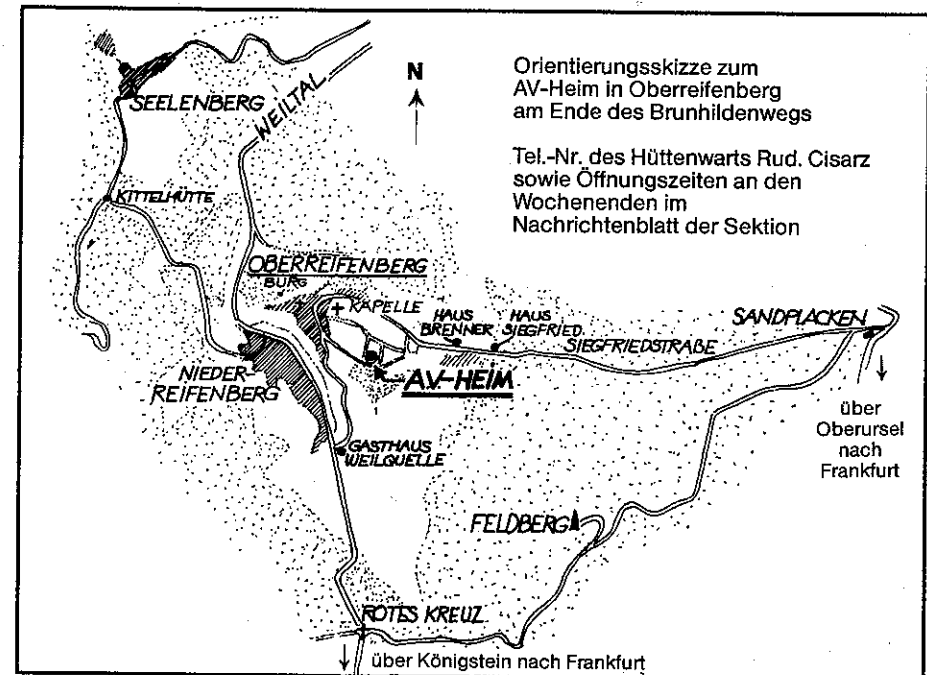 N
Orientierungsskizze zum
AV-Heim in Oberreifenberg
am Ende des Brunhildenwegs
Tel.-Nr. des Hüttenwarts Rud. Cisarz
sowie Öffnungszeiten an den
Wochenenden im
Nachrichtenblatt der Sektion
SEELENBERG
WEILTAL
KITTELHÜTTE
OBERREIFENBERG
BURG
KAPELLE
HAUS
BRENNER
HAUS
SIEGFRIED
SIEGFRIEDSTRAßE
SANDPLACKEN
NIEDER-
REIFENBERG
AV-HEIM
über
Oberursel
nach
Frankfurt
GASTHAUS
WEILQUELLE
FELDBERG
ROTES KREUZ
über Königstein nach Frankfurt